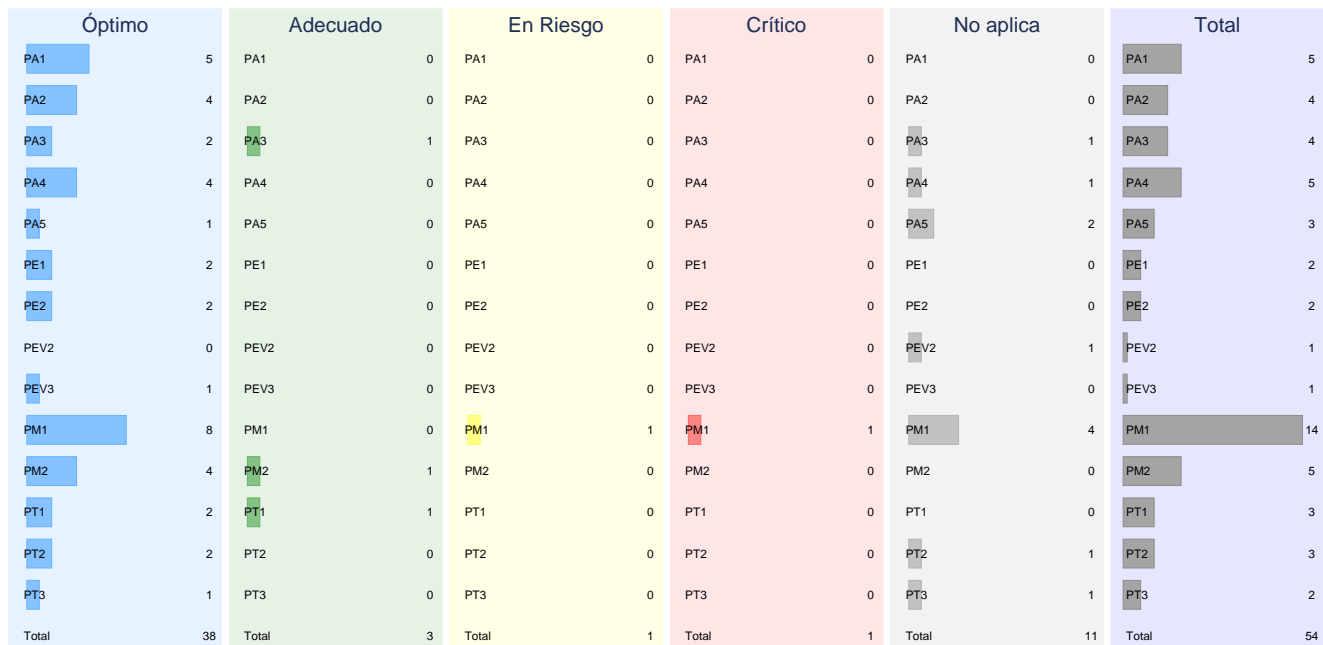 Óptimo Adecuado En Riesgo Crítico No aplica Total
PA1 5 PA1 0 PA1 0 PA1 0 PA1 0 PA1 5
PA2 4 PA2 0 PA2 0 PA2 0 PA2 0 PA2 4
PA3 2 PA3 1 PA3 0 PA3 0 PA3 1 PA3 4
PA4 4 PA4 0 PA4 0 PA4 0 PA4 1 PA4 5
PA5 1 PA5 0 PA5 0 PA5 0 PA5 2 PA5 3
PE1 2 PE1 0 PE1 0 PE1 0 PE1 0 PE1 2
PE2 2 PE2 0 PE2 0 PE2 0 PE2 0 PE2 2
PEV2 0 PEV2 0 PEV2 0 PEV2 0 PEV2 1 PEV2 1
PEV3 1 PEV3 0 PEV3 0 PEV3 0 PEV3 0 PEV3 1
PM1 8 PM1 0 PM1 1 PM1 1 PM1 4 PM1 14
PM2 4 PM2 1 PM2 0 PM2 0 PM2 0 PM2 5
PT1 2 PT1 1 PT1 0 PT1 0 PT1 0 PT1 3
PT2 2 PT2 0 PT2 0 PT2 0 PT2 1 PT2 3
PT3 1 PT3 0 PT3 0 PT3 0 PT3 1 PT3 2
Total 38 Total 3 Total 1 Total 1 Total 11 Total 54